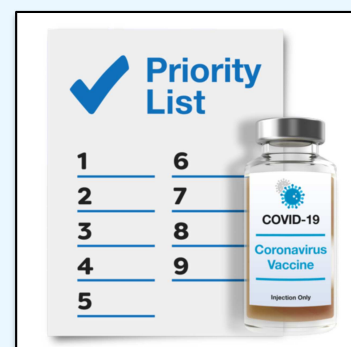 Priority
List
1
2
3
4
5
6
7
8
9
COVID-19
Coronavirus
Vaccine
Injection Only